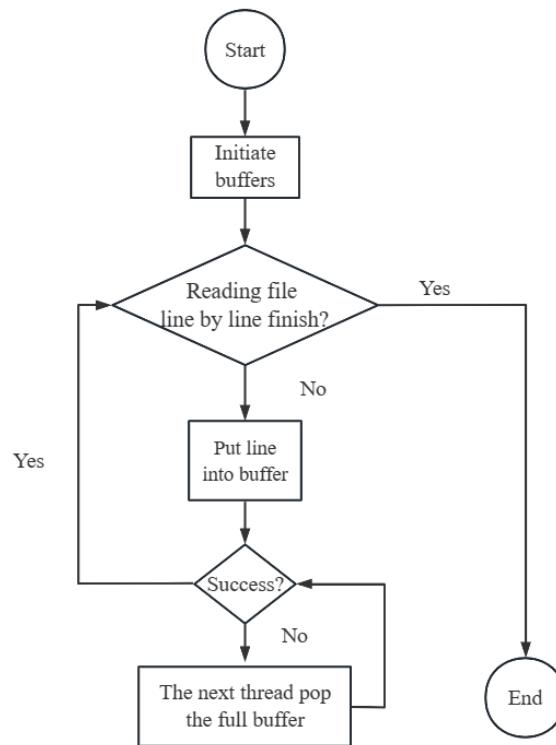 Start
Initiate
buffers
Reading file
line by line finish?
Yes
No
Put line
into buffer
Yes
Success?
No
The next thread pop
the full buffer
End